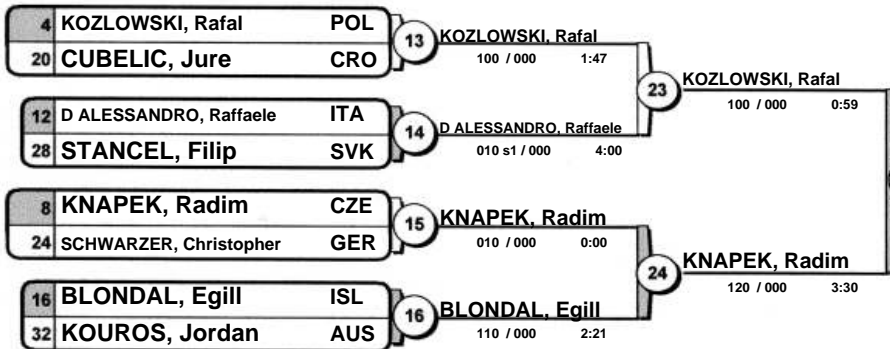 4 KOZLOWSKI, Rafal POL
20 CUBELIC, Jure CRO
13 KOZLOWSKI, Rafal
100 / 000 1:47
12 D ALESSANDRO, Raffaele ITA
28 STANCEL, Filip SVK
14 D ALESSANDRO, Raffaele
010 s1 / 000 4:00
23 KOZLOWSKI, Rafal
100 / 000 0:59
8 KNAPEK, Radim CZE
24 SCHWARZER, Christopher GER
15 KNAPEK, Radim
010 / 000 0:00
16 BLONDAL, Egill ISL
32 KOUROS, Jordan AUS
16 BLONDAL, Egill
110 / 000 2:21
24 KNAPEK, Radim
120 / 000 3:30